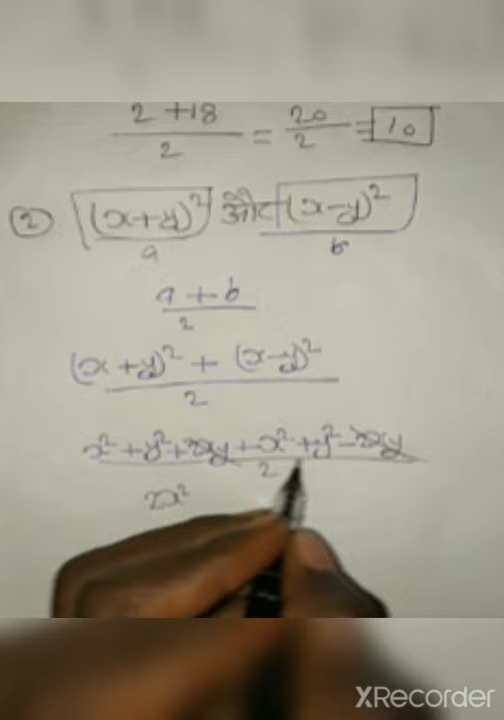 2 + 18 / 2 = 20 / 2 = 10
② (x+y)² और (x-y)²
a b
a + b / 2
(x+y)² + (x-y)² / 2
x² + y² + 2xy + x² + y² - 2xy / 2
2x²
XRecorder